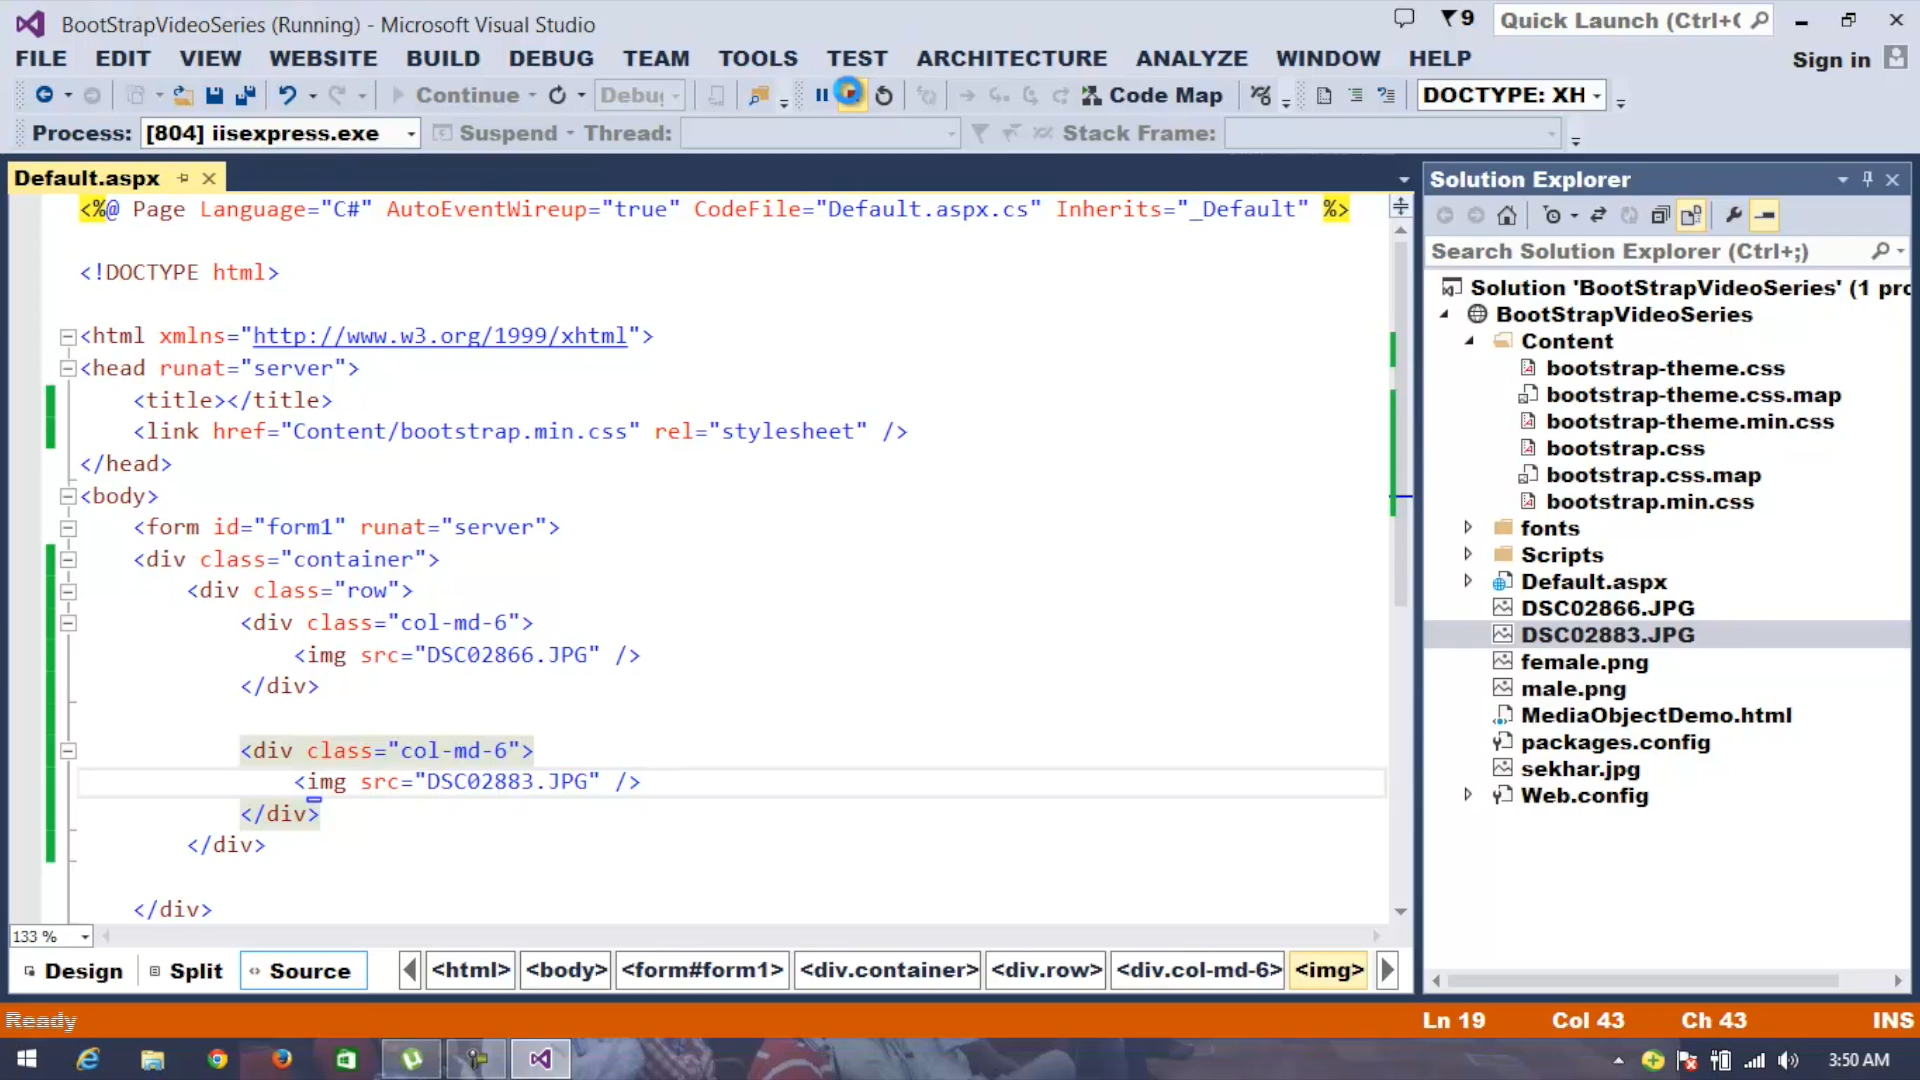 BootStrapVideoSeries (Running) - Microsoft Visual Studio
9
Quick Launch (Ctrl+(
FILE EDIT VIEW WEBSITE BUILD DEBUG TEAM TOOLS TEST ARCHITECTURE ANALYZE WINDOW HELP
Sign in
Continue
Code Map
DOCTYPE: XH
Process: [804] iisexpress.exe Suspend Thread: Stack Frame:
Default.aspx
<%@ Page Language="C#" AutoEventWireup="true" CodeFile="Default.aspx.cs" Inherits="_Default" %>
<!DOCTYPE html>
<html xmlns="http://www.w3.org/1999/xhtml">
<head runat="server">
<title></title>
<link href="Content/bootstrap.min.css" rel="stylesheet" />
</head>
<body>
<form id="form1" runat="server">
<div class="container">
<div class="row">
<div class="col-md-6">
<img src="DSC02866.JPG" />
</div>
<div class="col-md-6">
<img src="DSC02883.JPG" />
</div>
</div>
</div>
133 %
Design Split Source
<html> <body> <form#form1> <div.container> <div.row> <div.col-md-6> <img>
Solution Explorer
Search Solution Explorer (Ctrl+;)
Solution 'BootStrapVideoSeries' (1 pro
BootStrapVideoSeries
Content
bootstrap-theme.css
bootstrap-theme.css.map
bootstrap-theme.min.css
bootstrap.css
bootstrap.css.map
bootstrap.min.css
fonts
Scripts
Default.aspx
DSC02866.JPG
DSC02883.JPG
female.png
male.png
MediaObjectDemo.html
packages.config
sekhar.jpg
Web.config
Ready
Ln 19 Col 43 Ch 43 INS
3:50 AM